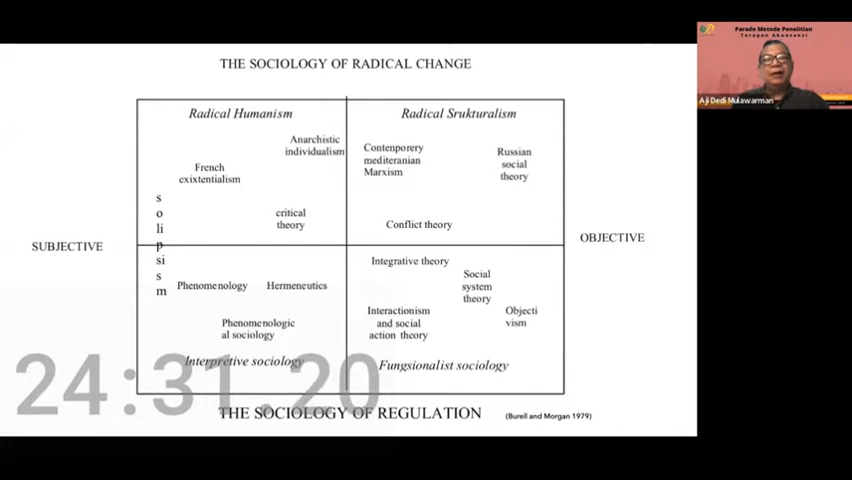 THE SOCIOLOGY OF RADICAL CHANGE
Radical Humanism
Radical Srukturalism
Anarchistic
individualism
French
exixtentialism
critical
theory
Contenporery
mediteranian
Marxism
Russian
social
theory
Conflict theory
s
o
li
p
si
s
m
SUBJECTIVE
OBJECTIVE
Phenomenology
Hermeneutics
Phenomenologic
al sociology
Interpretive sociology
Integrative theory
Social
system
theory
Interactionism
and social
action theory
Objecti
vism
Fungsionalist sociology
24:31.20
THE SOCIOLOGY OF REGULATION
(Burell and Morgan 1979)
Parade Metode Penelitian
Terapan Akuntansi
Aji Dedi Mulawarman